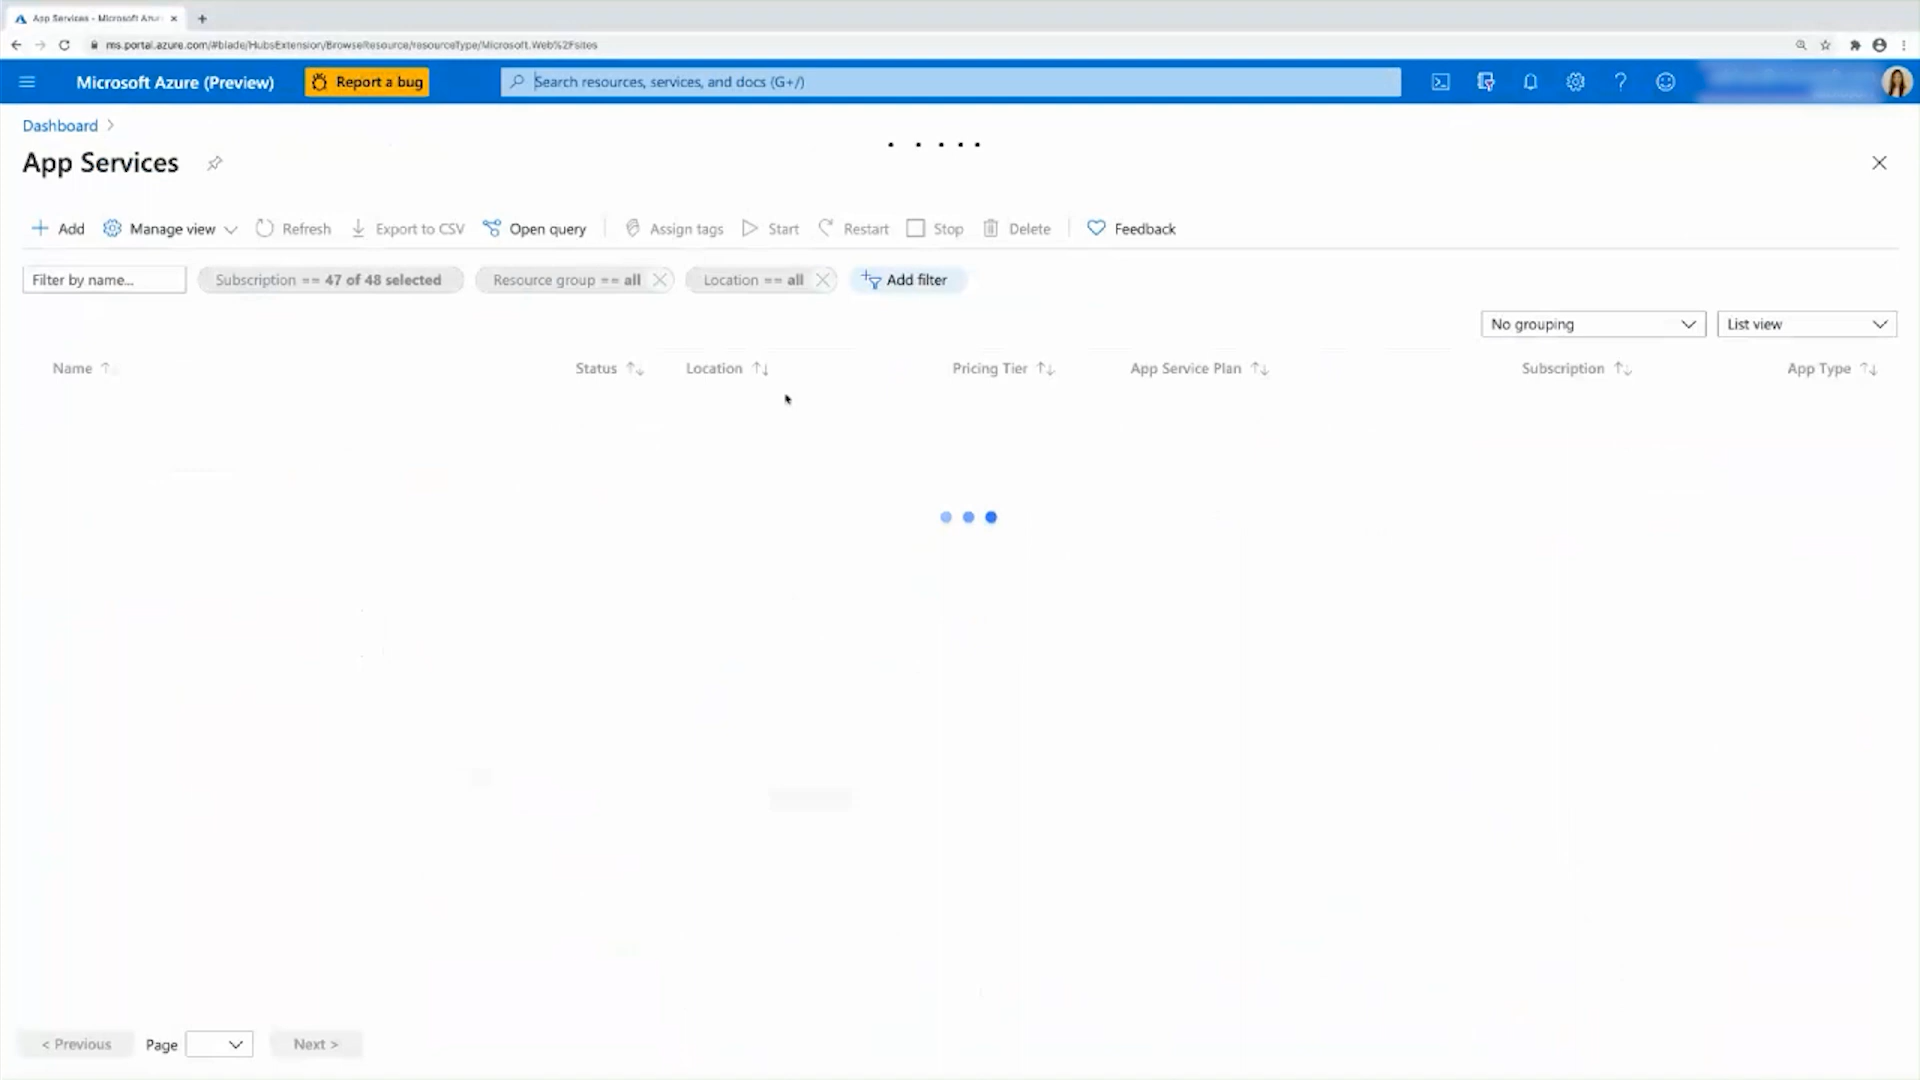 App Services - Microsoft Azur
ms.portal.azure.com/#blade/HubsExtension/BrowseResource/resourceType/Microsoft.Web%2Fsites
Microsoft Azure (Preview)
Report a bug
Search resources, services, and docs (G+/)
Dashboard >
App Services
Add
Manage view
Refresh
Export to CSV
Open query
Assign tags
Start
Restart
Stop
Delete
Feedback
Filter by name...
Subscription == 47 of 48 selected
Resource group == all
Location == all
Add filter
No grouping
List view
Name
Status
Location
Pricing Tier
App Service Plan
Subscription
App Type
< Previous
Page
Next >